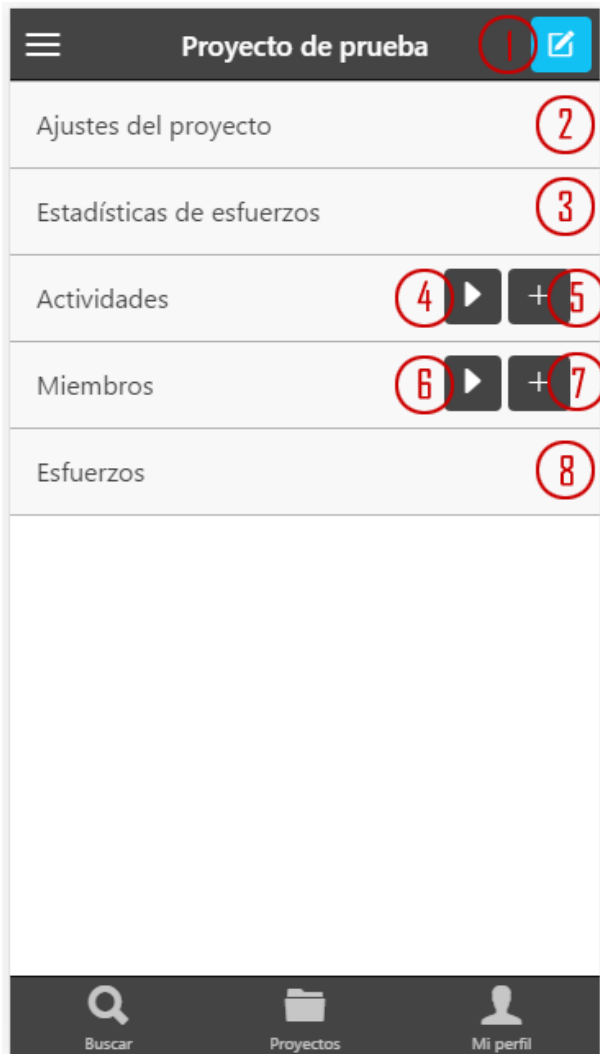 Proyecto de prueba 1
Ajustes del proyecto 2
Estadísticas de esfuerzos 3
Actividades 4 + 5
Miembros 6 + 7
Esfuerzos 8
Buscar Proyectos Mi perfil